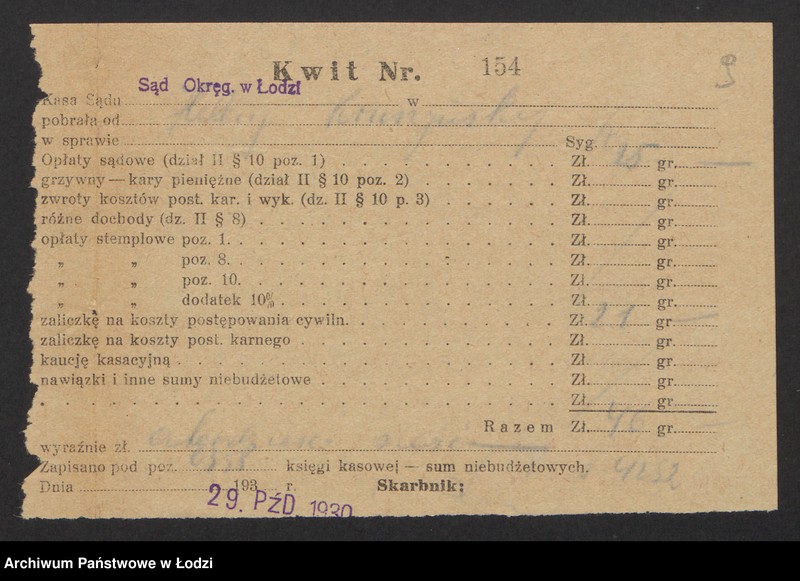 9
Kwit Nr. 154
Sąd Okręg. w Łodzi
Kasa Sądu w
pobrała od
w sprawie Syg.
Opłaty sądowe (dział II § 10 poz. 1) . . . . . . . Zł. 25 gr. —
grzywny — kary pieniężne (dział II § 10 poz. 2) . . . . . . Zł. gr.
zwroty kosztów post. kar. i wyk. (dz. II § 10 p. 3) . . . . . Zł. gr.
różne dochody (dz. II § 8) . . . . . . . . . . Zł. gr.
opłaty stemplowe poz. 1. . . . . . . . . . . Zł. gr.
„ „ poz. 8. . . . . . . . . . . Zł. gr.
„ „ poz. 10. . . . . . . . . . . Zł. gr.
„ „ dodatek 10% . . . . . . . . . Zł. gr.
zaliczkę na koszty postępowania cywiln. . . . . . . . Zł. 21 gr. —
zaliczkę na koszty post. karnego . . . . . . . . . Zł. gr.
kaucję kasacyjną . . . . . . . . . . . . Zł. gr.
nawiązki i inne sumy niebudżetowe . . . . . . . . Zł. gr.
Zł. gr.
Razem Zł. 46 gr. —
wyraźnie zł. czterdzieści sześć
Zapisano pod poz. księgi kasowej — sum niebudżetowych.
Dnia 193 r. Skarbnik:
29. PŹD 1930
Archiwum Państwowe w Łodzi